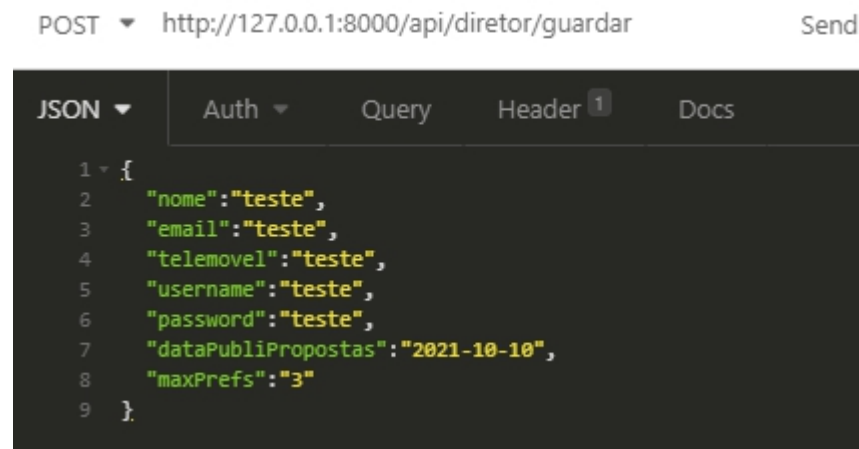 POST http://127.0.0.1:8000/api/diretor/guardar Send
JSON Auth Query Header 1 Docs
1 {
2 "nome":"teste",
3 "email":"teste",
4 "telemovel":"teste",
5 "username":"teste",
6 "password":"teste",
7 "dataPubliPropostas":"2021-10-10",
8 "maxPrefs":"3"
9 }